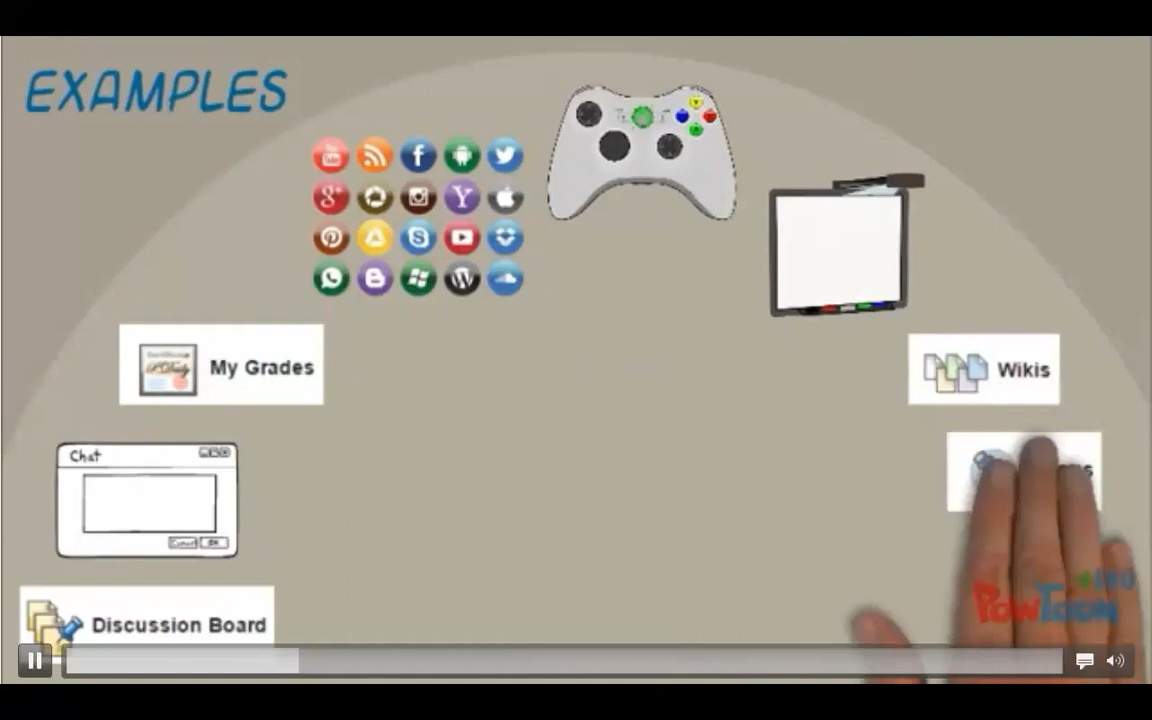 EXAMPLES
My Grades
Wikis
Chat
Discussion Board
PowToon